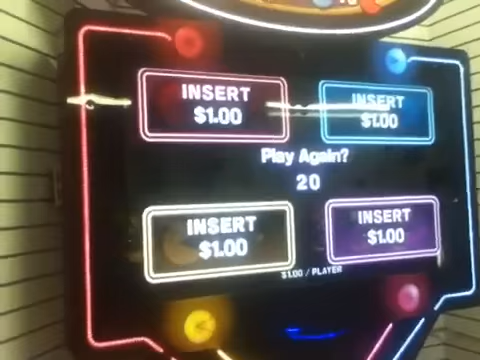 INSERT
$1.00
INSERT
$1.00
Play Again?
20
INSERT
$1.00
INSERT
$1.00
$1.00 / PLAYER